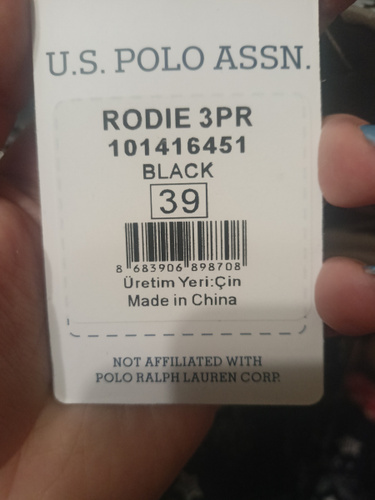 U.S. POLO ASSN.
RODIE 3PR
101416451
BLACK
39
8 683906 898708
Üretim Yeri:Çin
Made in China
NOT AFFILIATED WITH
POLO RALPH LAUREN CORP.